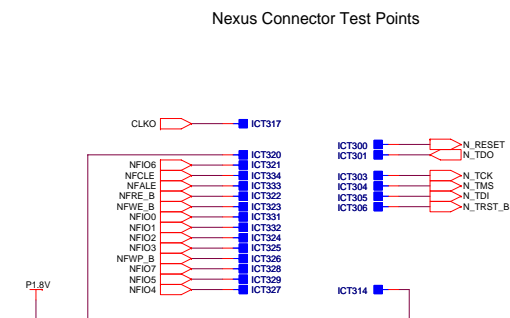 Nexus Connector Test Points
CLKO ICT317
ICT300 N_RESET
ICT320 ICT301 N_TDO
NFIO6 ICT321
NFCLE ICT334 ICT303 N_TCK
NFALE ICT333 ICT304 N_TMS
NFRE_B ICT322 ICT305 N_TDI
NFWE_B ICT323 ICT306 N_TRST_B
NFIO0 ICT331
NFIO1 ICT332
NFIO2 ICT324
NFIO3 ICT325
NFWP_B ICT326
NFIO7 ICT328
NFIO5 ICT329
P1.8V NFIO4 ICT327 ICT314